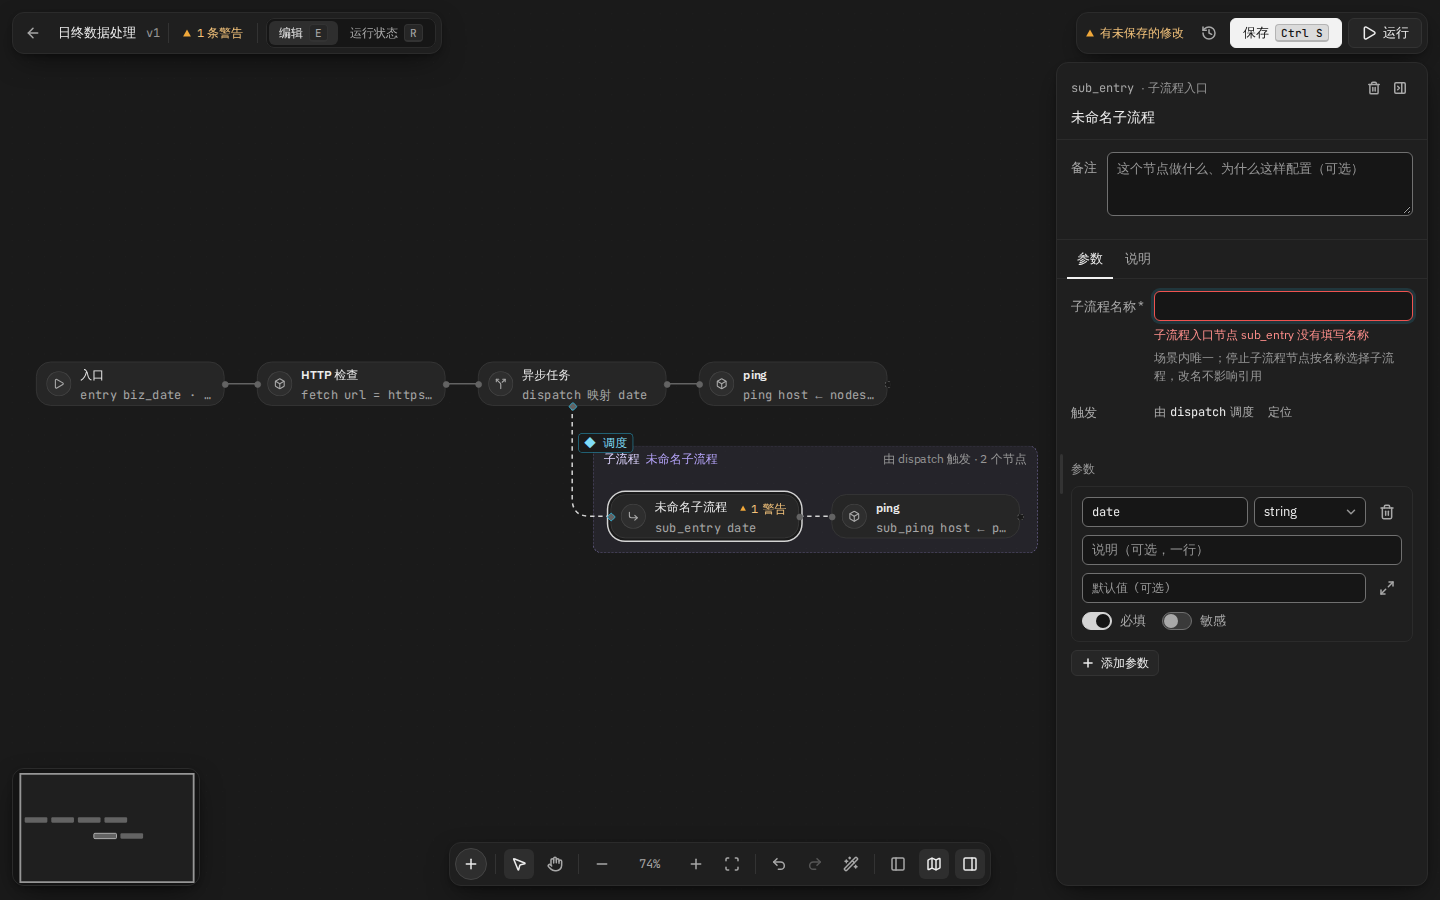 日终数据处理 v1 1 条警告 编辑 E 运行状态 R
有未保存的修改 保存 Ctrl S 运行
sub_entry · 子流程入口
未命名子流程
备注 这个节点做什么、为什么这样配置（可选）
参数 说明
子流程名称 *
子流程入口节点 sub_entry 没有填写名称
场景内唯一；停止子流程节点按名称选择子流
程，改名不影响引用
触发 由 dispatch 调度 定位
参数
date string
说明（可选，一行）
默认值（可选）
必填 敏感
添加参数
入口
entry biz_date · …
HTTP 检查
fetch url = https…
异步任务
dispatch 映射 date
ping
ping host ← nodes…
调度
子流程 未命名子流程 由 dispatch 触发 · 2 个节点
未命名子流程 1 警告
sub_entry date
ping
sub_ping host ← p…
74%